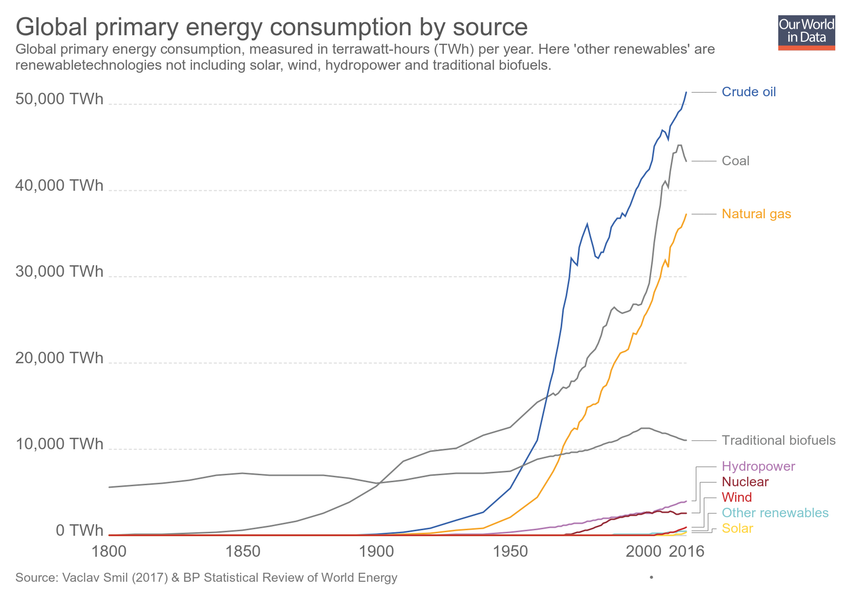 Global primary energy consumption by source
Our World
in Data
Global primary energy consumption, measured in terrawatt-hours (TWh) per year. Here 'other renewables' are
renewabletechnologies not including solar, wind, hydropower and traditional biofuels.
50,000 TWh
40,000 TWh
30,000 TWh
20,000 TWh
10,000 TWh
0 TWh
1800
1850
1900
1950
2000
2016
Crude oil
Coal
Natural gas
Traditional biofuels
Hydropower
Nuclear
Wind
Other renewables
Solar
Source: Vaclav Smil (2017) & BP Statistical Review of World Energy